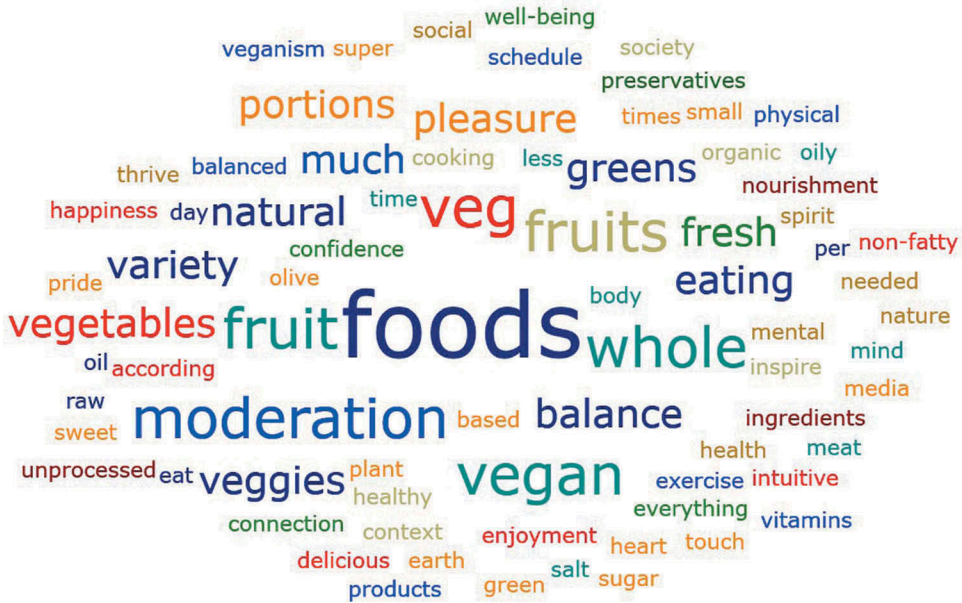 well-being
social
veganism super
schedule
society
preservatives
portions
pleasure
times small physical
thrive balanced much cooking less greens organic oily
nourishment
happiness day natural time veg fruits fresh spirit
confidence
per non-fatty
pride variety olive
eating needed
body
nature
vegetables fruit foods whole mental mind
oil according
inspire
media
raw
sweet moderation based balance ingredients
health meat
unprocessed eat veggies plant vegan exercise intuitive
healthy
everything vitamins
connection context enjoyment heart touch
delicious earth
salt sugar
products green